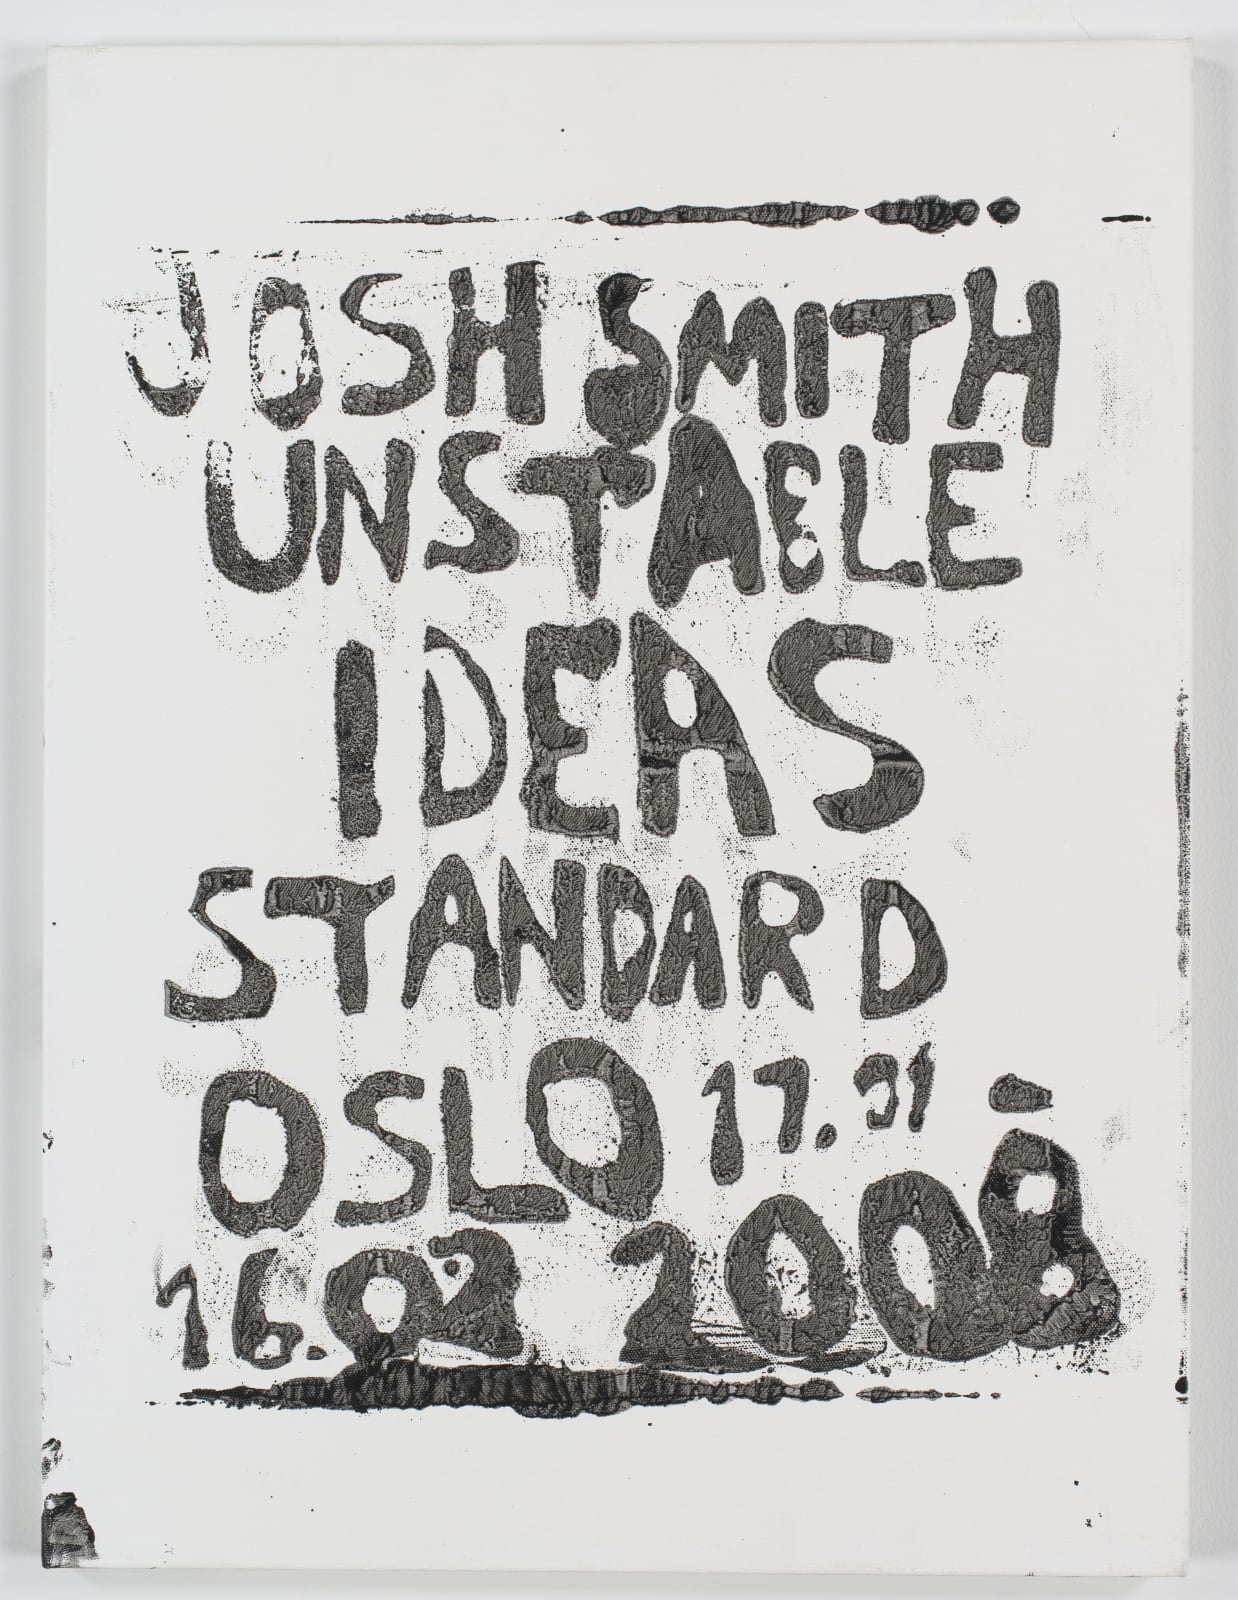 JOSH SMITH
UNSTABLE
IDEAS
STANDARD
OSLO 17.01 -
16.02 2008